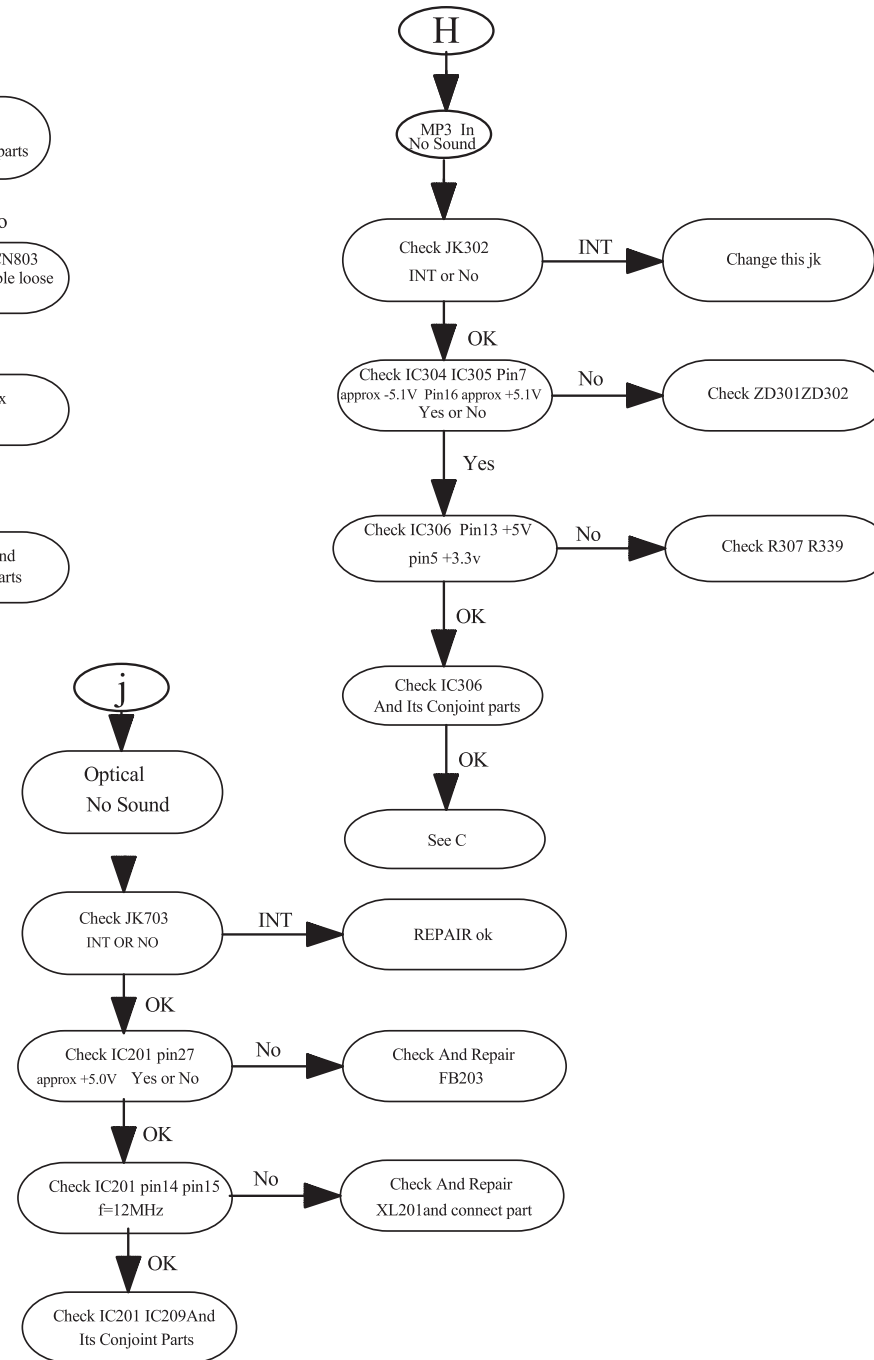 parts
o
CN803
ble loose
x
nd
arts
H
MP3 In
No Sound
Check JK302
INT or No
INT
Change this jk
OK
Check IC304 IC305 Pin7
approx -5.1V Pin16 approx +5.1V
Yes or No
No
Check ZD301ZD302
Yes
Check IC306 Pin13 +5V
pin5 +3.3v
No
Check R307 R339
OK
Check IC306
And Its Conjoint parts
OK
See C
j
Optical
No Sound
Check JK703
INT OR NO
INT
REPAIR ok
OK
Check IC201 pin27
approx +5.0V Yes or No
No
Check And Repair
FB203
OK
Check IC201 pin14 pin15
f=12MHz
No
Check And Repair
XL201and connect part
OK
Check IC201 IC209And
Its Conjoint Parts